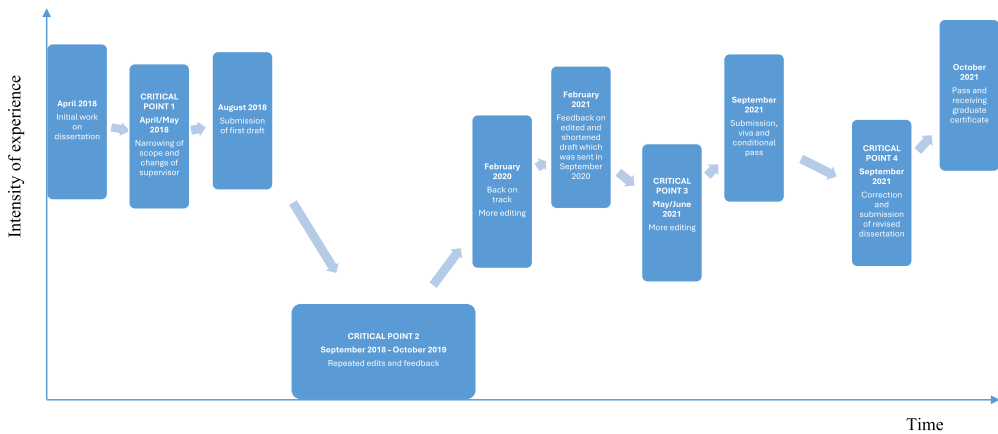 Intensity of experience
April 2018
Initial work
on
dissertation
CRITICAL
POINT 1
April/May
2018
Narrowing of
scope and
change of
supervisor
August 2018
Submission
of first draft
CRITICAL POINT 2
September 2018 - October 2019
Repeated edits and feedback
February
2020
Back on
track
More editing
February
2021
Feedback on
edited and
shortened
draft which
was sent in
September
2020
CRITICAL
POINT 3
May/June
2021
More editing
September
2021
Submission,
viva and
conditional
pass
CRITICAL
POINT 4
September
2021
Correction
and
submission
of revised
dissertation
October
2021
Pass and
receiving
graduate
certificate
Time